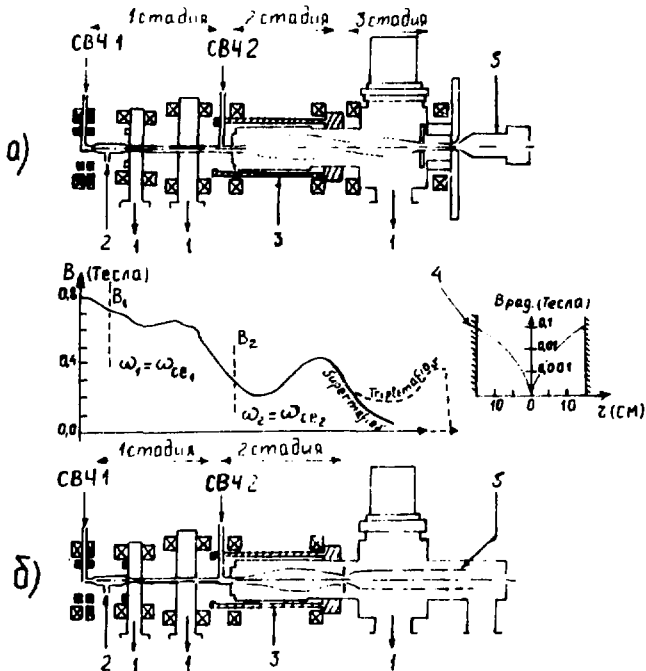 1 стадия 2 стадия 3 стадия
СВЧ 1 СВЧ 2 5
а)
2 1 1 3 1
B (Тесла)
0,8
B₁
0,4
B₂
ω₁ = ωce₁
ω₂ = ωce₂
0,0
Supermafios
Triplemafios
4
Bрад. (Тесла)
0,1
0,01
0,001
10 0 10 r (см)
1 стадия 2 стадия
СВЧ 1 СВЧ 2 5
б)
2 1 1 3 1